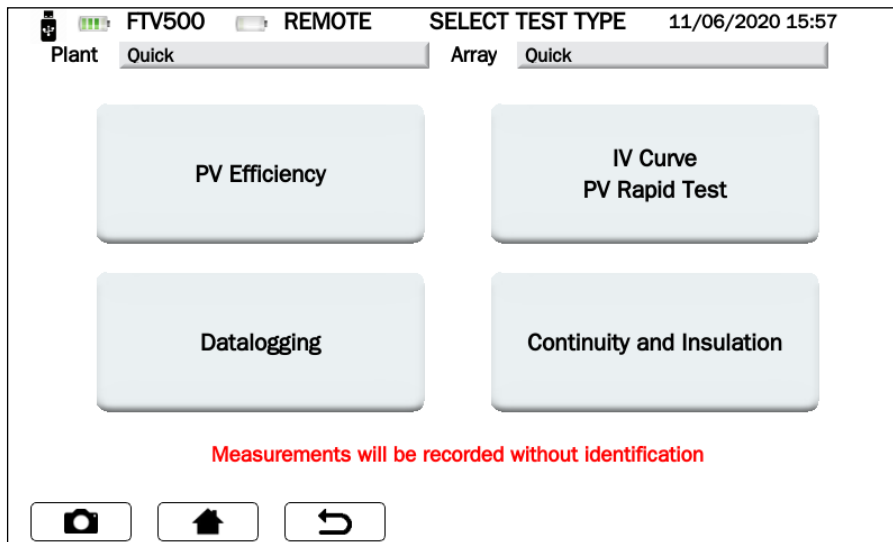 FTV500 REMOTE SELECT TEST TYPE 11/06/2020 15:57
Plant Quick Array Quick
PV Efficiency
IV Curve
PV Rapid Test
Datalogging
Continuity and Insulation
Measurements will be recorded without identification